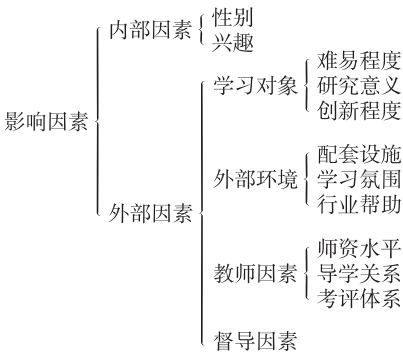 影响因素
内部因素
性别
兴趣
外部因素
学习对象
难易程度
研究意义
创新程度
外部环境
配套设施
学习氛围
行业帮助
教师因素
师资水平
导学关系
考评体系
督导因素